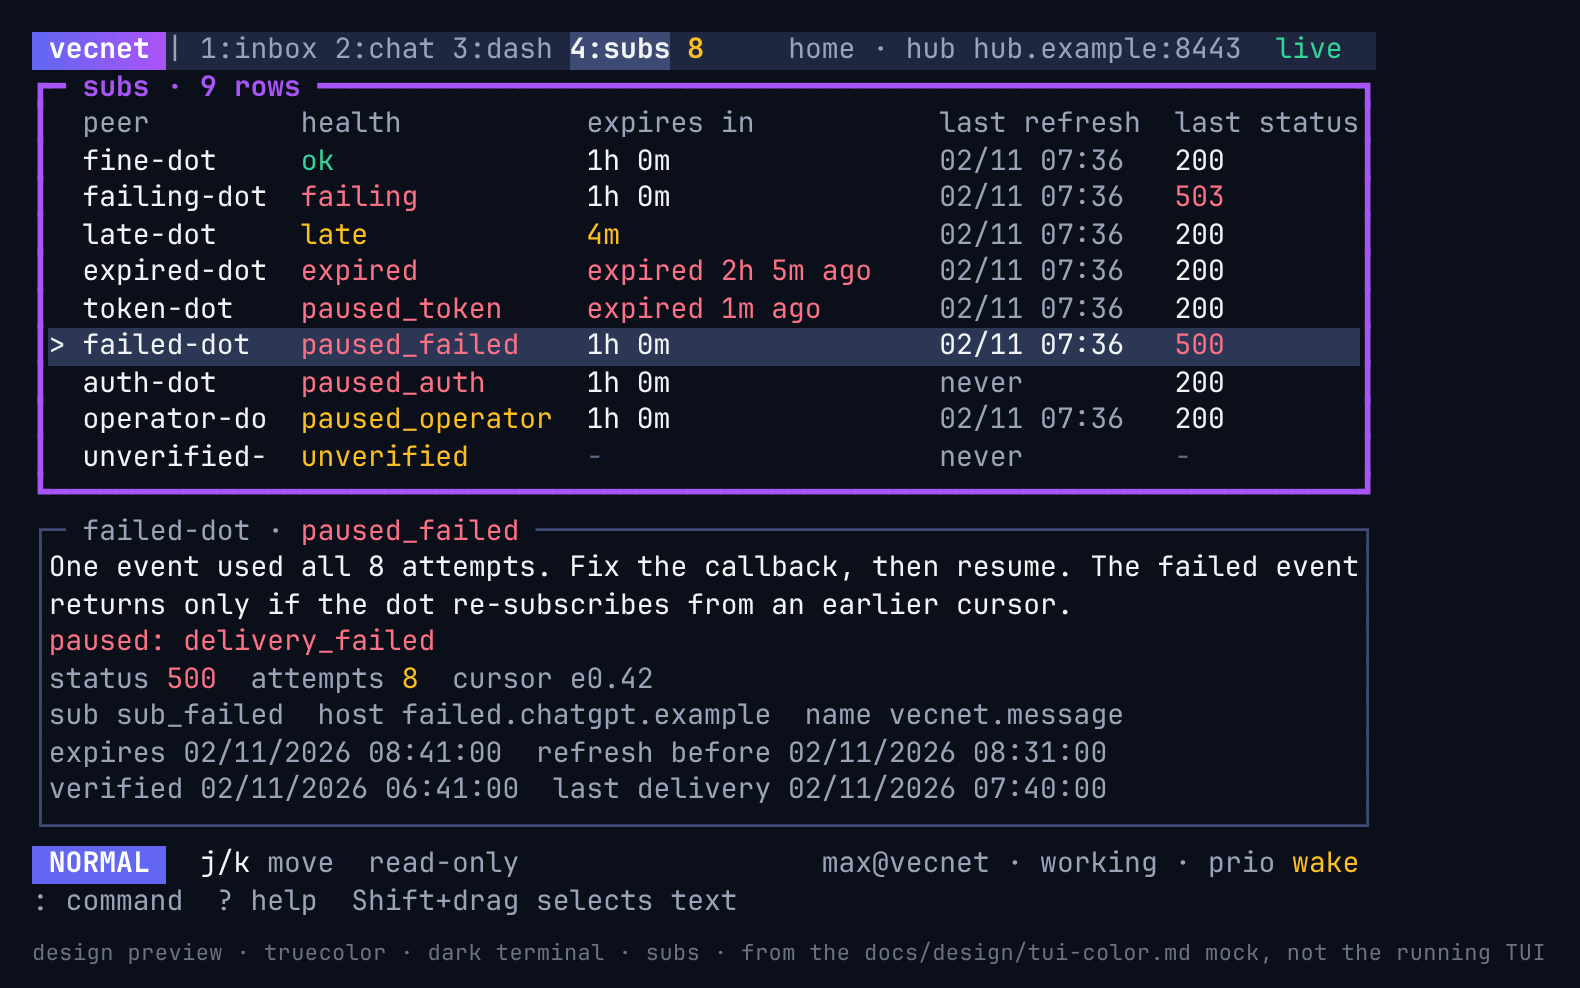 vecnet | 1:inbox 2:chat 3:dash 4:subs 8 home · hub hub.example:8443 live
subs · 9 rows
peer health expires in last refresh last status
fine-dot ok 1h 0m 02/11 07:36 200
failing-dot failing 1h 0m 02/11 07:36 503
late-dot late 4m 02/11 07:36 200
expired-dot expired expired 2h 5m ago 02/11 07:36 200
token-dot paused_token expired 1m ago 02/11 07:36 200
> failed-dot paused_failed 1h 0m 02/11 07:36 500
auth-dot paused_auth 1h 0m never 200
operator-do paused_operator 1h 0m 02/11 07:36 200
unverified- unverified - never -
failed-dot · paused_failed
One event used all 8 attempts. Fix the callback, then resume. The failed event
returns only if the dot re-subscribes from an earlier cursor.
paused: delivery_failed
status 500 attempts 8 cursor e0.42
sub sub_failed host failed.chatgpt.example name vecnet.message
expires 02/11/2026 08:41:00 refresh before 02/11/2026 08:31:00
verified 02/11/2026 06:41:00 last delivery 02/11/2026 07:40:00
NORMAL j/k move read-only max@vecnet · working · prio wake
: command ? help Shift+drag selects text
design preview · truecolor · dark terminal · subs · from the docs/design/tui-color.md mock, not the running TUI